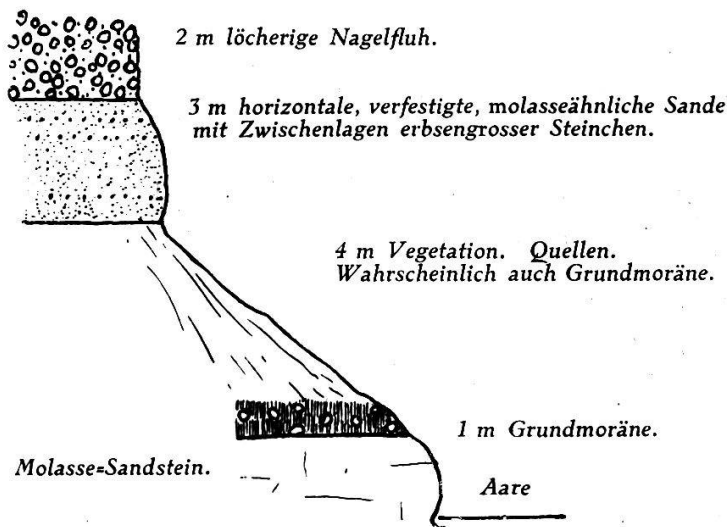 2 m löcherige Nagelfluh.
3 m horizontale, verfestigte, molasseähnliche Sande
mit Zwischenlagen erbsengrosser Steinchen.
4 m Vegetation. Quellen.
Wahrscheinlich auch Grundmoräne.
1 m Grundmoräne.
Molasse=Sandstein.
Aare